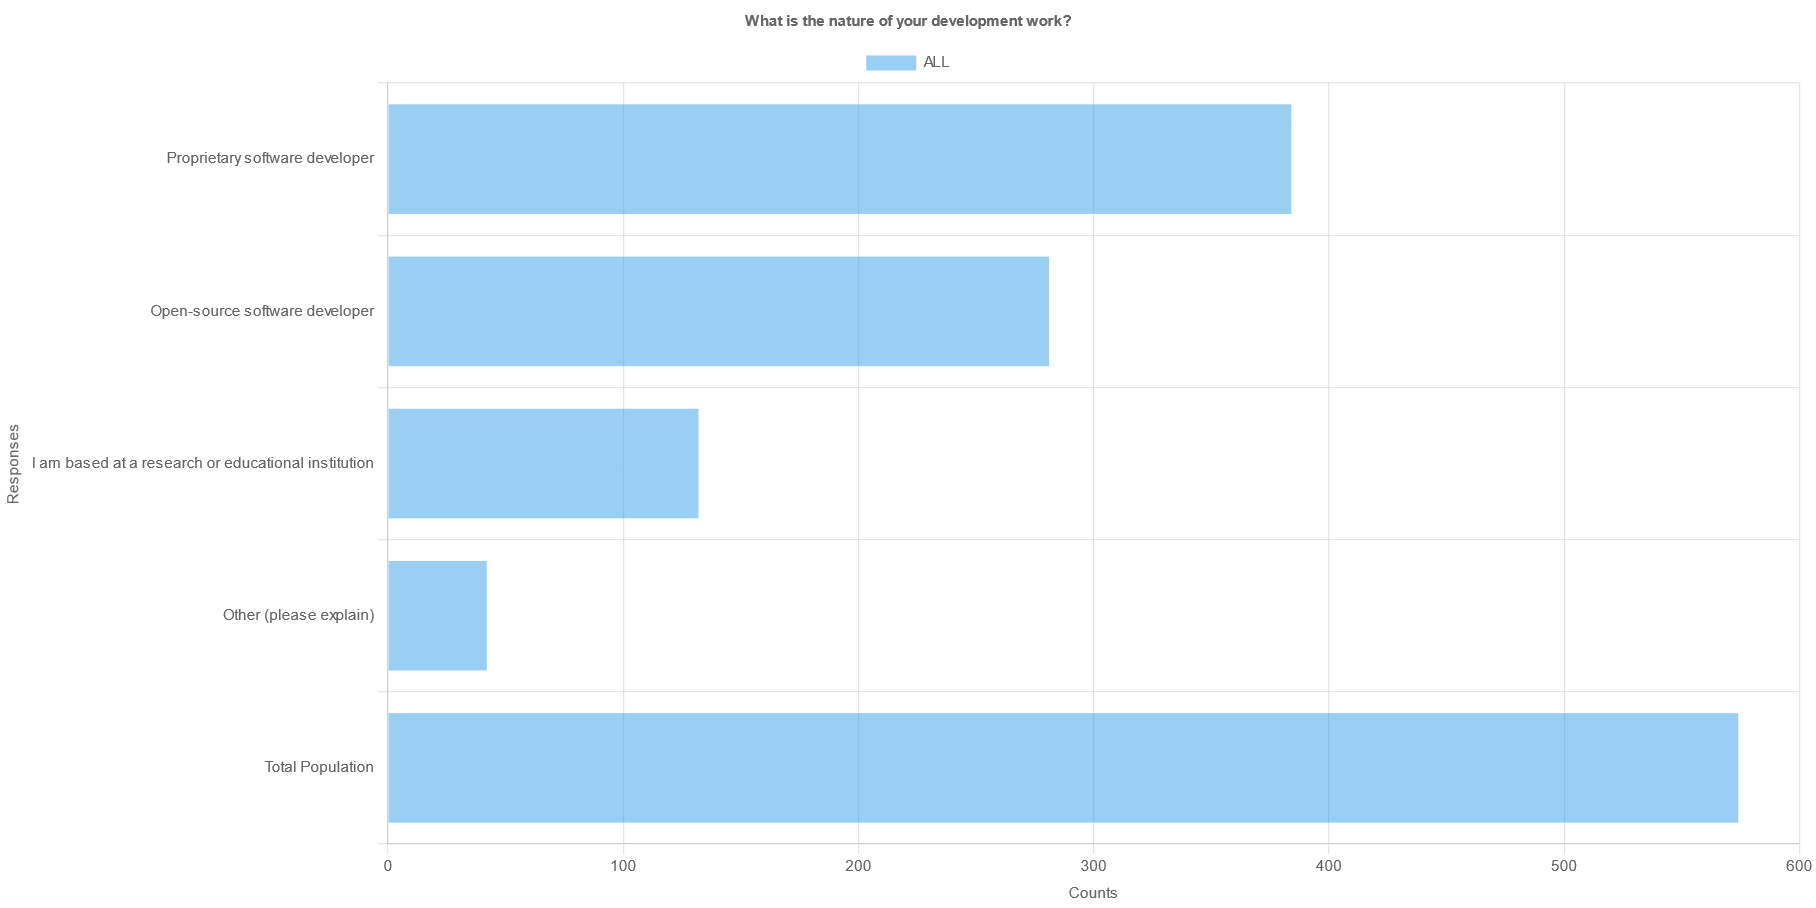 What is the nature of your development work?
ALL
Proprietary software developer
Open-source software developer
I am based at a research or educational institution
Other (please explain)
Total Population
Responses
0 100 200 300 400 500 600
Counts